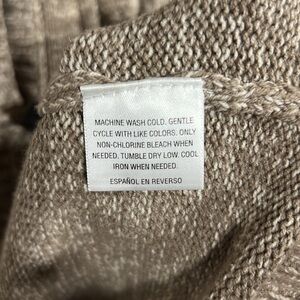 MACHINE WASH COLD. GENTLE
CYCLE WITH LIKE COLORS. ONLY
NON-CHLORINE BLEACH WHEN
NEEDED. TUMBLE DRY LOW. COOL
IRON WHEN NEEDED.
ESPAÑOL EN REVERSO